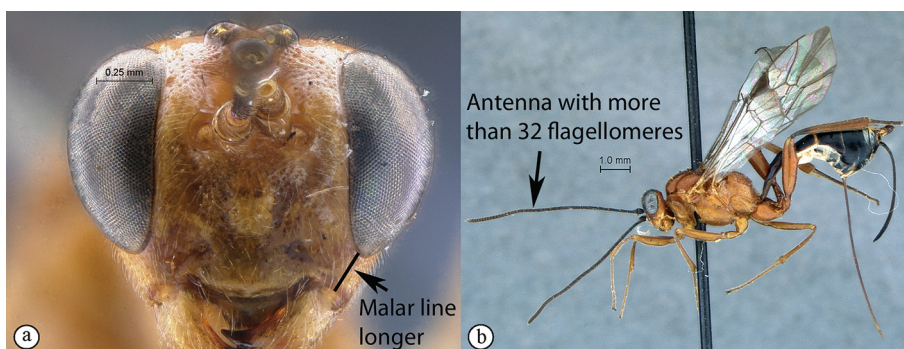 0.25 mm
Malar line
longer
a
Antenna with more
than 32 flagellomeres
1.0 mm
b